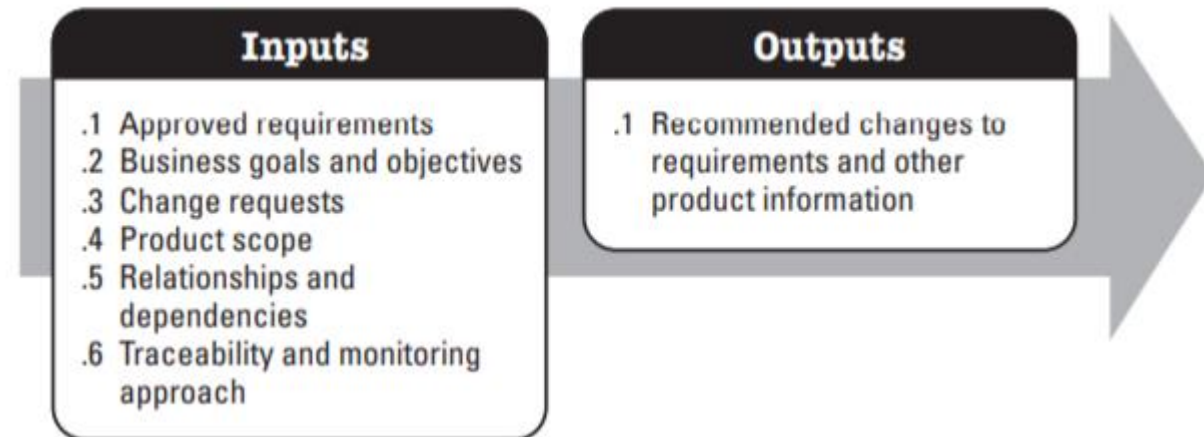 Inputs
.1 Approved requirements
.2 Business goals and objectives
.3 Change requests
.4 Product scope
.5 Relationships and
dependencies
.6 Traceability and monitoring
approach
Outputs
.1 Recommended changes to
requirements and other
product information